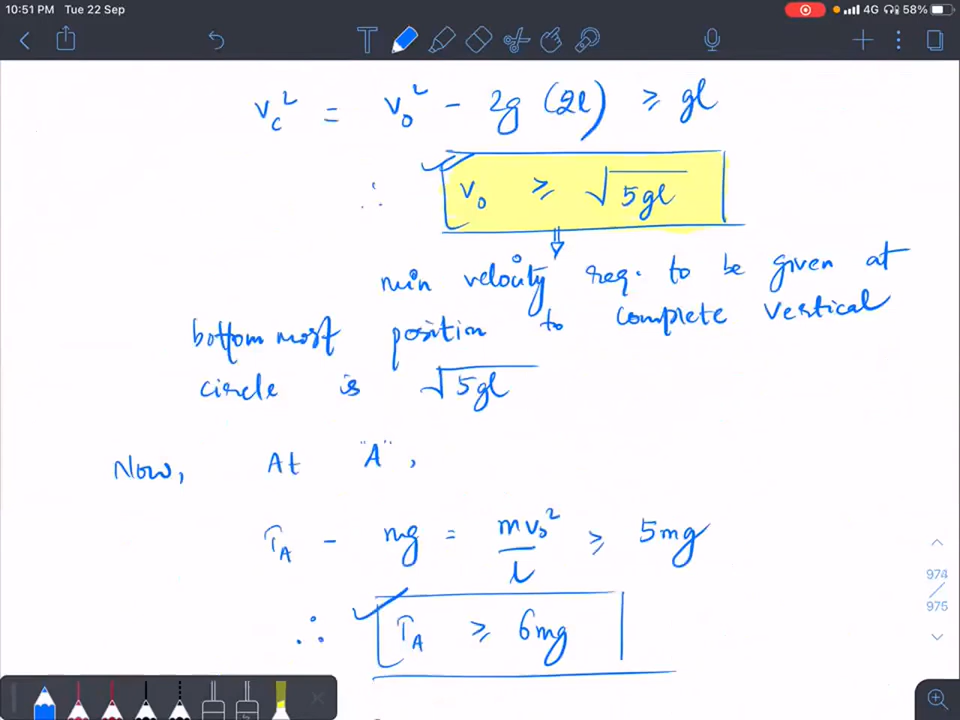 10:51 PM Tue 22 Sep 4G 58%
T
v_c² = v_0² - 2g (2l) ≥ gl
∴ v_0 ≥ √5gl
⇓
min velocity req. to be given at
bottom most position to complete vertical
circle is √5gl
Now, At "A",
T_A - mg = mv_0²/l ≥ 5mg
∴ T_A ≥ 6mg
974
/
975